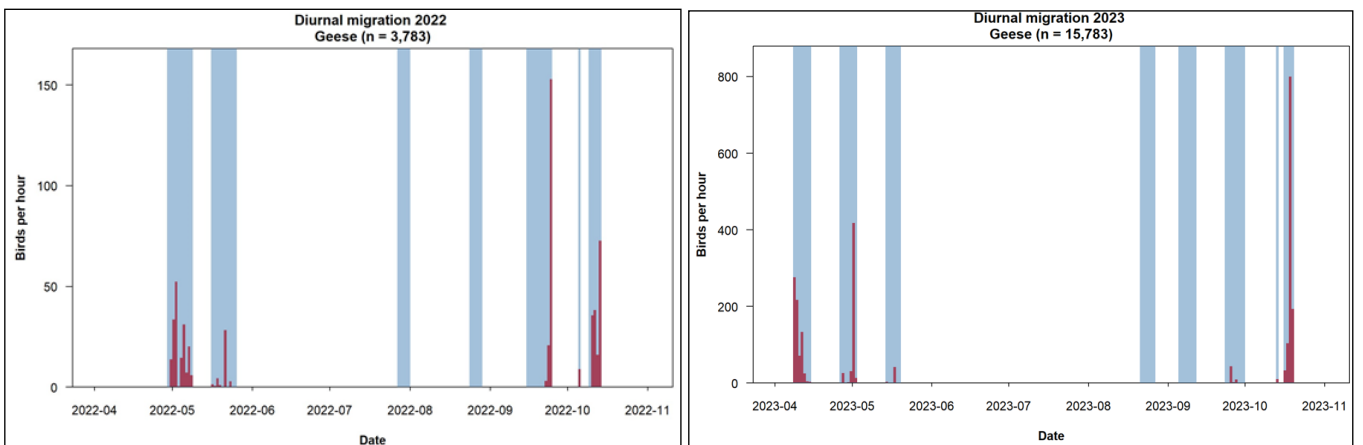 Diurnal migration 2022
Geese (n = 3,783)
Birds per hour
150
100
50
0
2022-04 2022-05 2022-06 2022-07 2022-08 2022-09 2022-10 2022-11
Date
Diurnal migration 2023
Geese (n = 15,783)
Birds per hour
800
600
400
200
0
2023-04 2023-05 2023-06 2023-07 2023-08 2023-09 2023-10 2023-11
Date